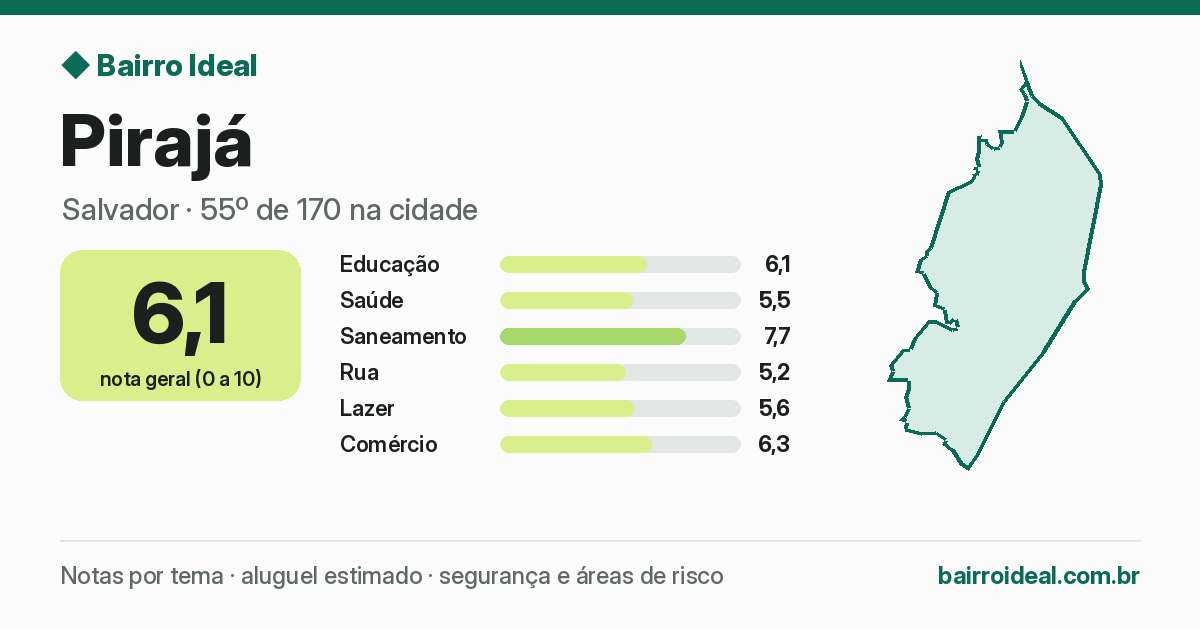 Bairro Ideal
Pirajá
Salvador · 55º de 170 na cidade
6,1
nota geral (0 a 10)
Educação 6,1
Saúde 5,5
Saneamento 7,7
Rua 5,2
Lazer 5,6
Comércio 6,3
Notas por tema · aluguel estimado · segurança e áreas de risco
bairroideal.com.br